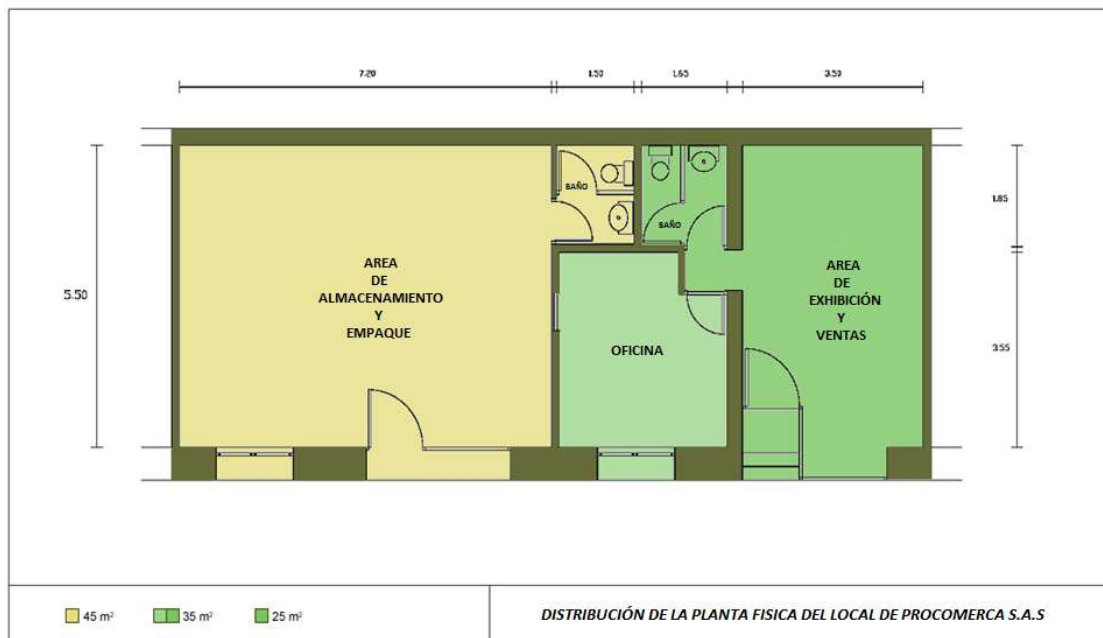 7.20
1.50
1.65
3.50
BAÑO
BAÑO
1.85
5.50
AREA
DE
ALMACENAMIENTO
Y
EMPAQUE
AREA
DE
EXHIBICIÓN
Y
VENTAS
OFICINA
3.55
45 m²
35 m²
25 m²
DISTRIBUCIÓN DE LA PLANTA FISICA DEL LOCAL DE PROCOMERCA S.A.S